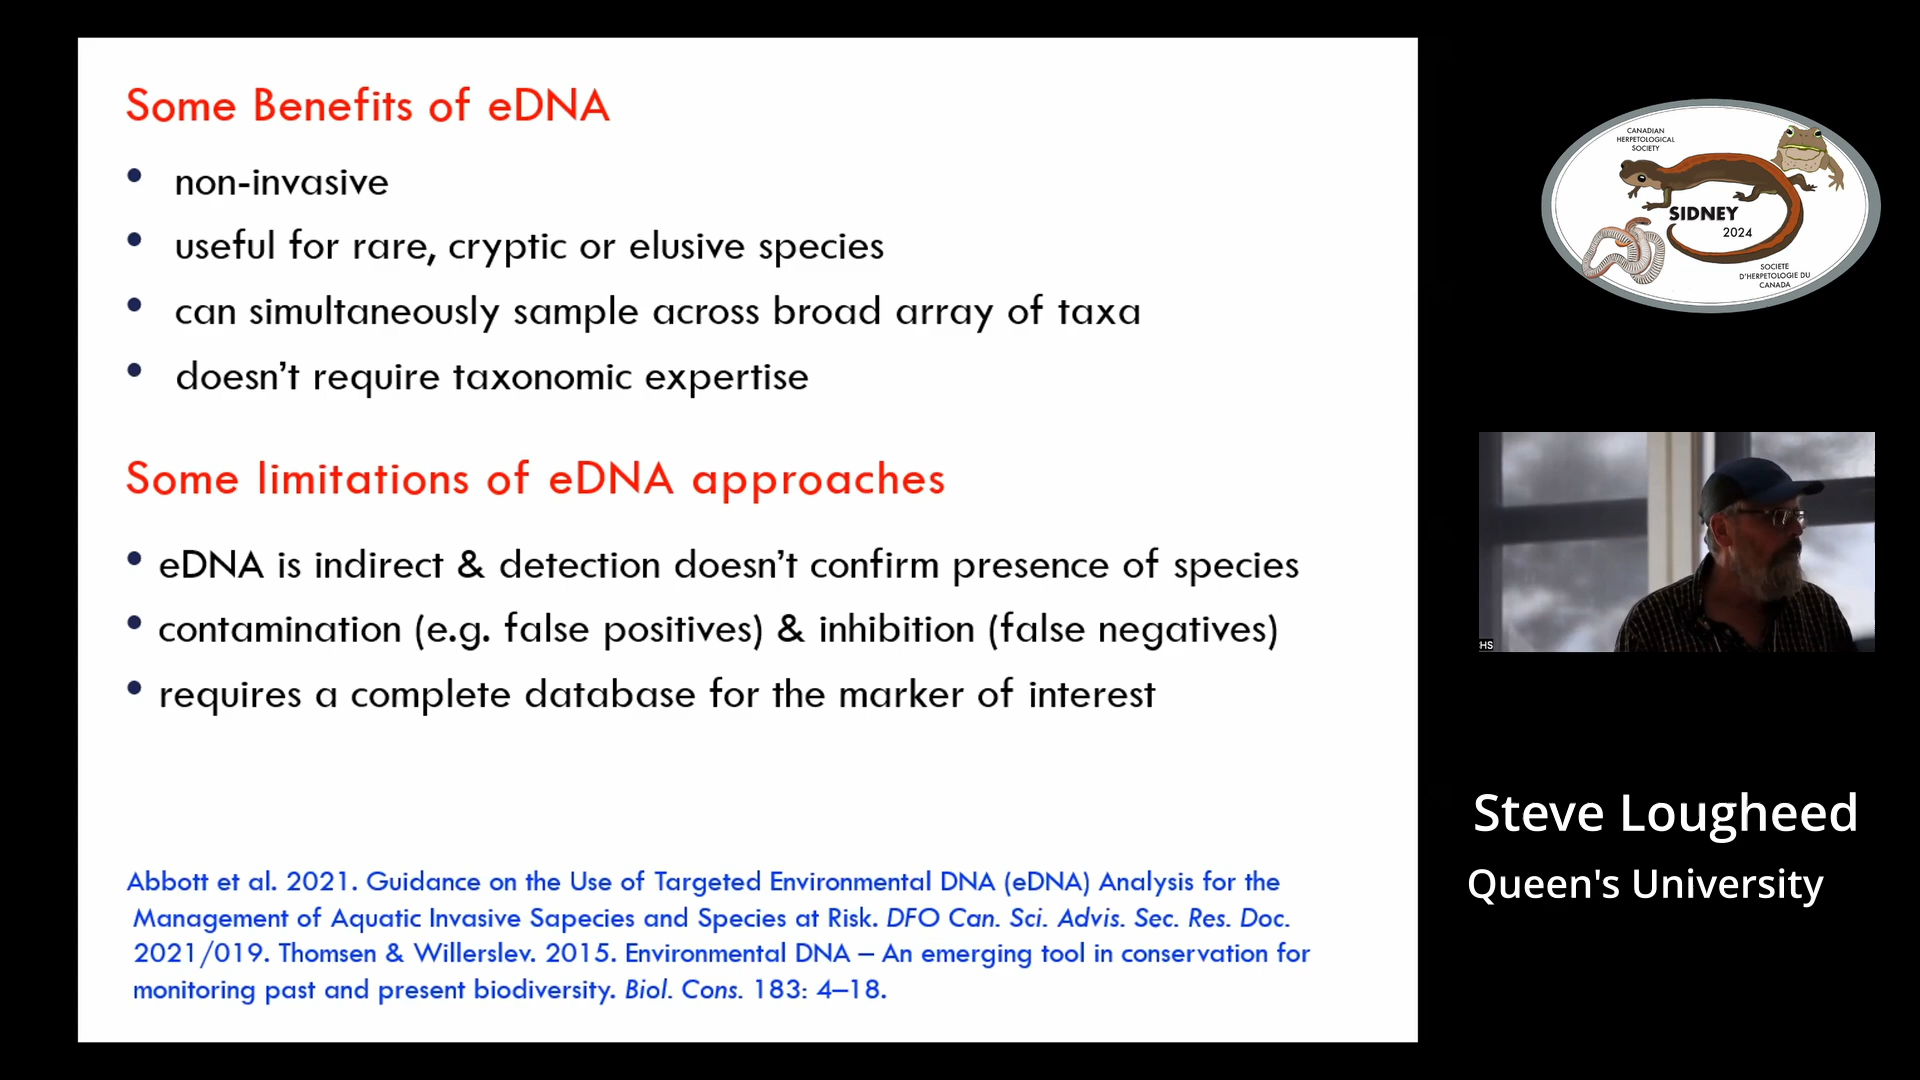 Some Benefits of eDNA
• non-invasive
• useful for rare, cryptic or elusive species
• can simultaneously sample across broad array of taxa
• doesn't require taxonomic expertise
Some limitations of eDNA approaches
• eDNA is indirect & detection doesn't confirm presence of species
• contamination (e.g. false positives) & inhibition (false negatives)
• requires a complete database for the marker of interest
Abbott et al. 2021. Guidance on the Use of Targeted Environmental DNA (eDNA) Analysis for the
Management of Aquatic Invasive Sapecies and Species at Risk. DFO Can. Sci. Advis. Sec. Res. Doc.
2021/019. Thomsen & Willerslev. 2015. Environmental DNA – An emerging tool in conservation for
monitoring past and present biodiversity. Biol. Cons. 183: 4–18.
CANADIAN
HERPETOLOGICAL
SOCIETY
SIDNEY
2024
SOCIETE
D'HERPETOLOGIE DU
CANADA
HS
Steve Lougheed
Queen's University